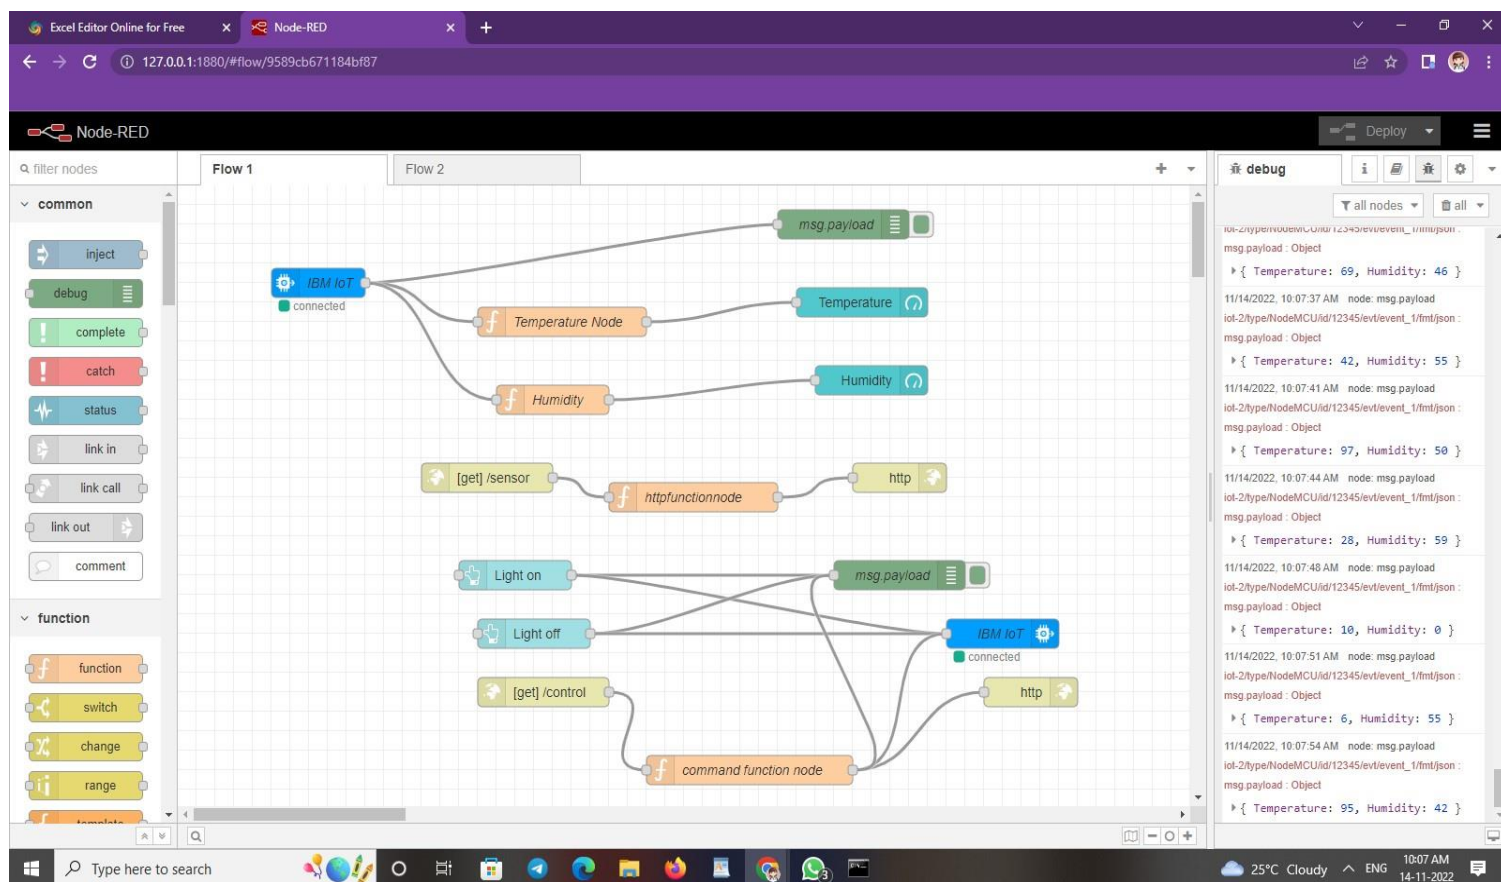 Excel Editor Online for Free
Node-RED
127.0.0.1:1880/#flow/9589cb671184bf87
Node-RED
Deploy
filter nodes
Flow 1
Flow 2
debug
i
all nodes
all
common
inject
debug
complete
catch
status
link in
link call
link out
comment
function
function
switch
change
range
template
msg.payload
IBM IoT
connected
Temperature Node
Temperature
Humidity
Humidity
[get] /sensor
httpfunctionnode
http
Light on
msg.payload
Light off
IBM IoT
connected
[get] /control
http
command function node
iot-2/type/NodeMCU/id/12345/evt/event_1/fmt/json :
msg.payload : Object
{ Temperature: 69, Humidity: 46 }
11/14/2022, 10:07:37 AM node: msg.payload
iot-2/type/NodeMCU/id/12345/evt/event_1/fmt/json :
msg.payload : Object
{ Temperature: 42, Humidity: 55 }
11/14/2022, 10:07:41 AM node: msg.payload
iot-2/type/NodeMCU/id/12345/evt/event_1/fmt/json :
msg.payload : Object
{ Temperature: 97, Humidity: 50 }
11/14/2022, 10:07:44 AM node: msg.payload
iot-2/type/NodeMCU/id/12345/evt/event_1/fmt/json :
msg.payload : Object
{ Temperature: 28, Humidity: 59 }
11/14/2022, 10:07:48 AM node: msg.payload
iot-2/type/NodeMCU/id/12345/evt/event_1/fmt/json :
msg.payload : Object
{ Temperature: 10, Humidity: 0 }
11/14/2022, 10:07:51 AM node: msg.payload
iot-2/type/NodeMCU/id/12345/evt/event_1/fmt/json :
msg.payload : Object
{ Temperature: 6, Humidity: 55 }
11/14/2022, 10:07:54 AM node: msg.payload
iot-2/type/NodeMCU/id/12345/evt/event_1/fmt/json :
msg.payload : Object
{ Temperature: 95, Humidity: 42 }
Type here to search
3
25°C Cloudy
ENG
10:07 AM
14-11-2022